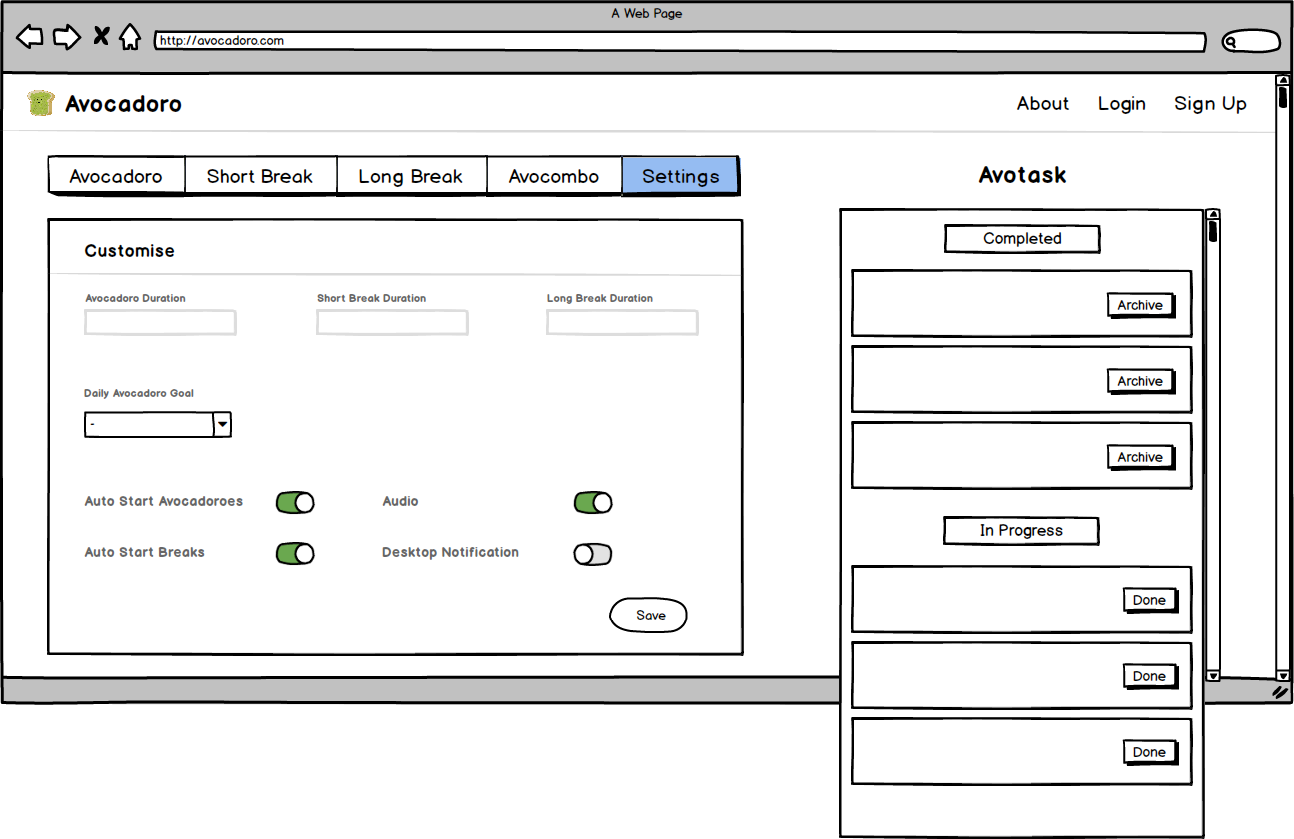 A Web Page
http://avocadoro.com
Avocadoro
About Login Sign Up
Avocadoro Short Break Long Break Avocombo Settings
Customise
Avocadoro Duration Short Break Duration Long Break Duration
Daily Avocadoro Goal
-
Auto Start Avocadoroes Audio
Auto Start Breaks Desktop Notification
Save
Avotask
Completed
Archive
Archive
Archive
In Progress
Done
Done
Done